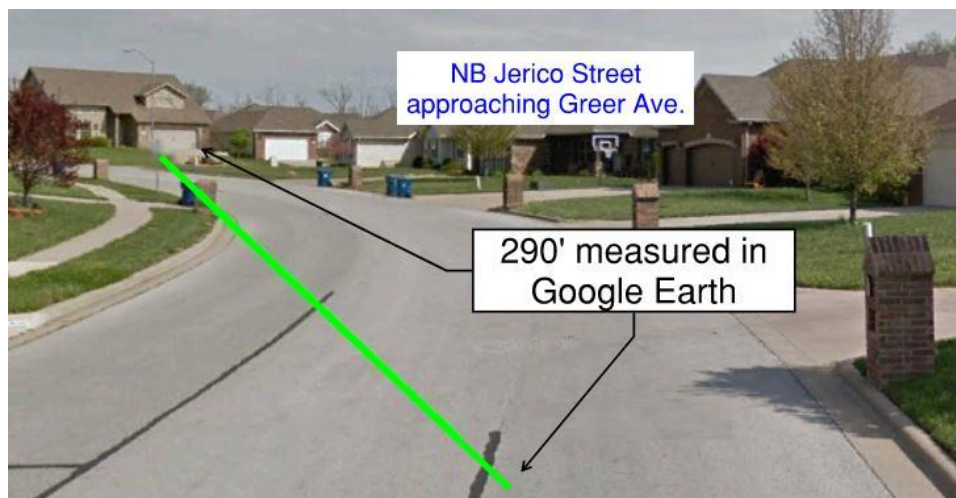 NB Jerico Street
approaching Greer Ave.
290' measured in
Google Earth